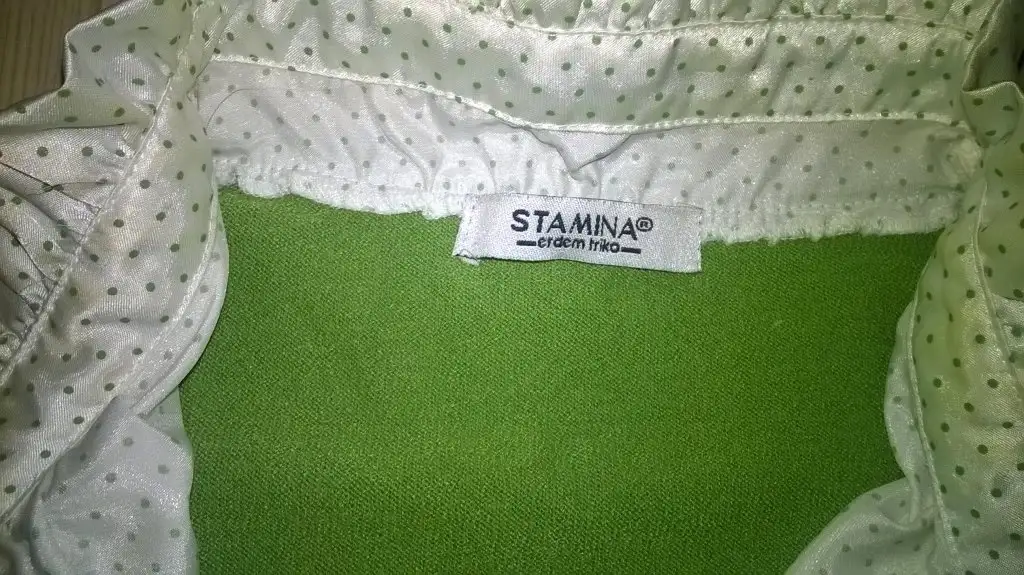 STAMINA®
erdem triko